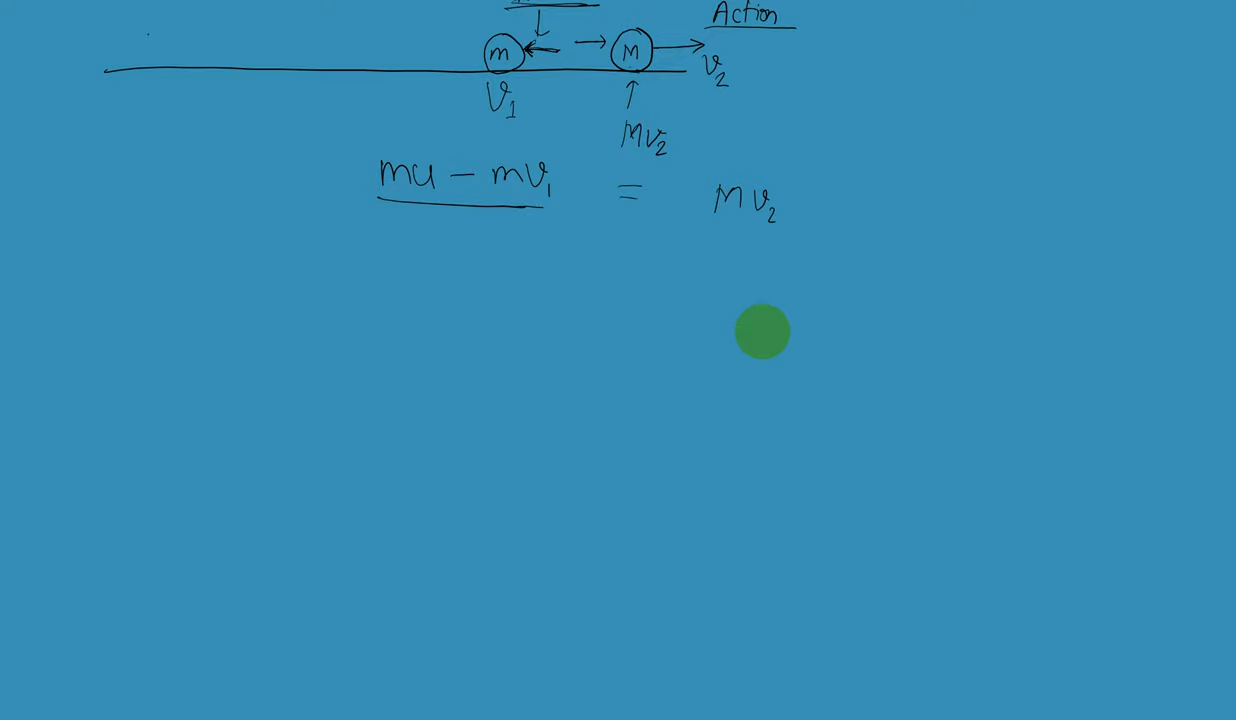 Action
m M
v₂
v₁
Mv₂
mu − mv₁ = Mv₂